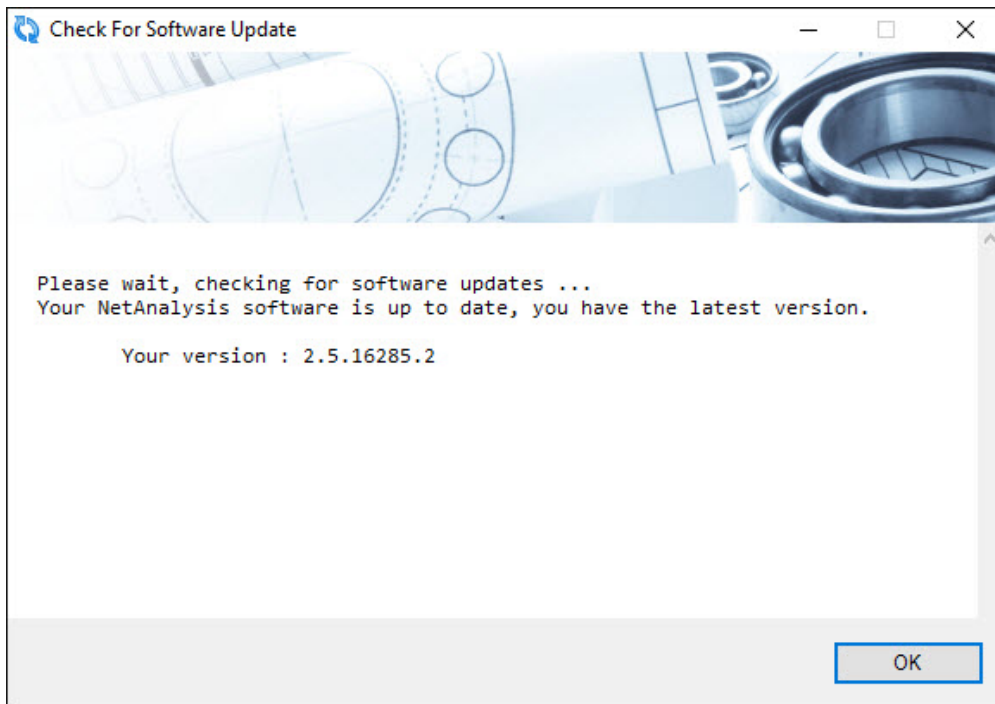 Check For Software Update
Please wait, checking for software updates ...
Your NetAnalysis software is up to date, you have the latest version.
Your version : 2.5.16285.2
OK